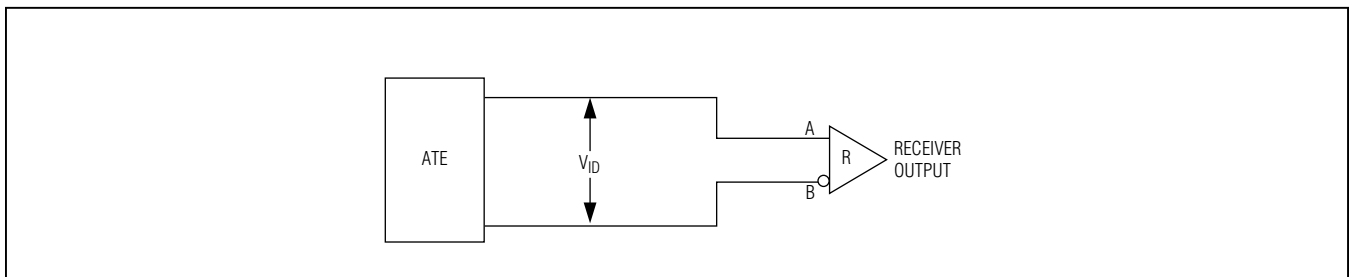 ATE
V_ID
A
B
R
RECEIVER
OUTPUT